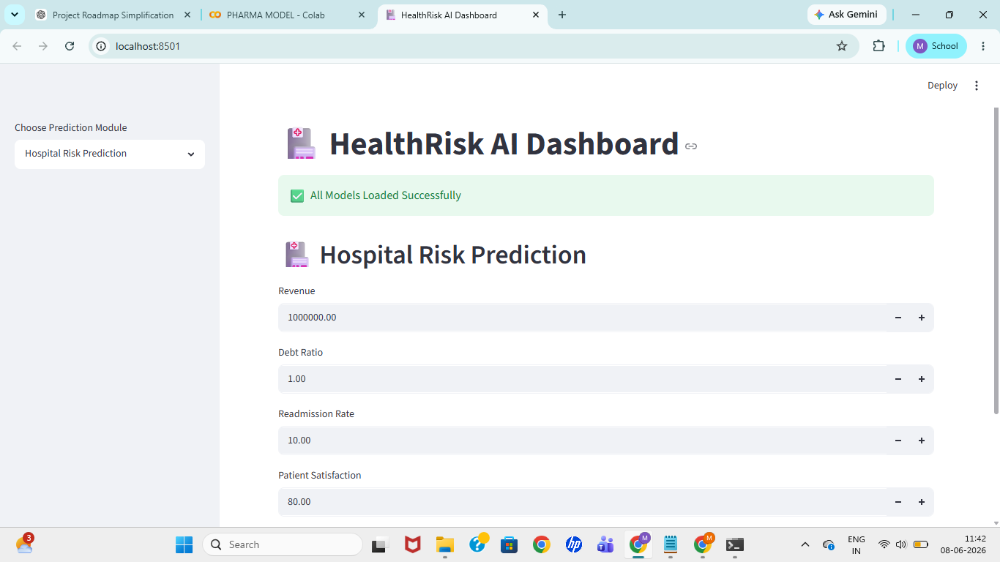 Project Roadmap Simplification
PHARMA MODEL - Colab
HealthRisk AI Dashboard
Ask Gemini
localhost:8501
M School
Deploy
Choose Prediction Module
Hospital Risk Prediction
HealthRisk AI Dashboard
All Models Loaded Successfully
Hospital Risk Prediction
Revenue
1000000.00
Debt Ratio
1.00
Readmission Rate
10.00
Patient Satisfaction
80.00
3
Search
hp
T
M
M
ENG
IN
11:42
08-06-2026